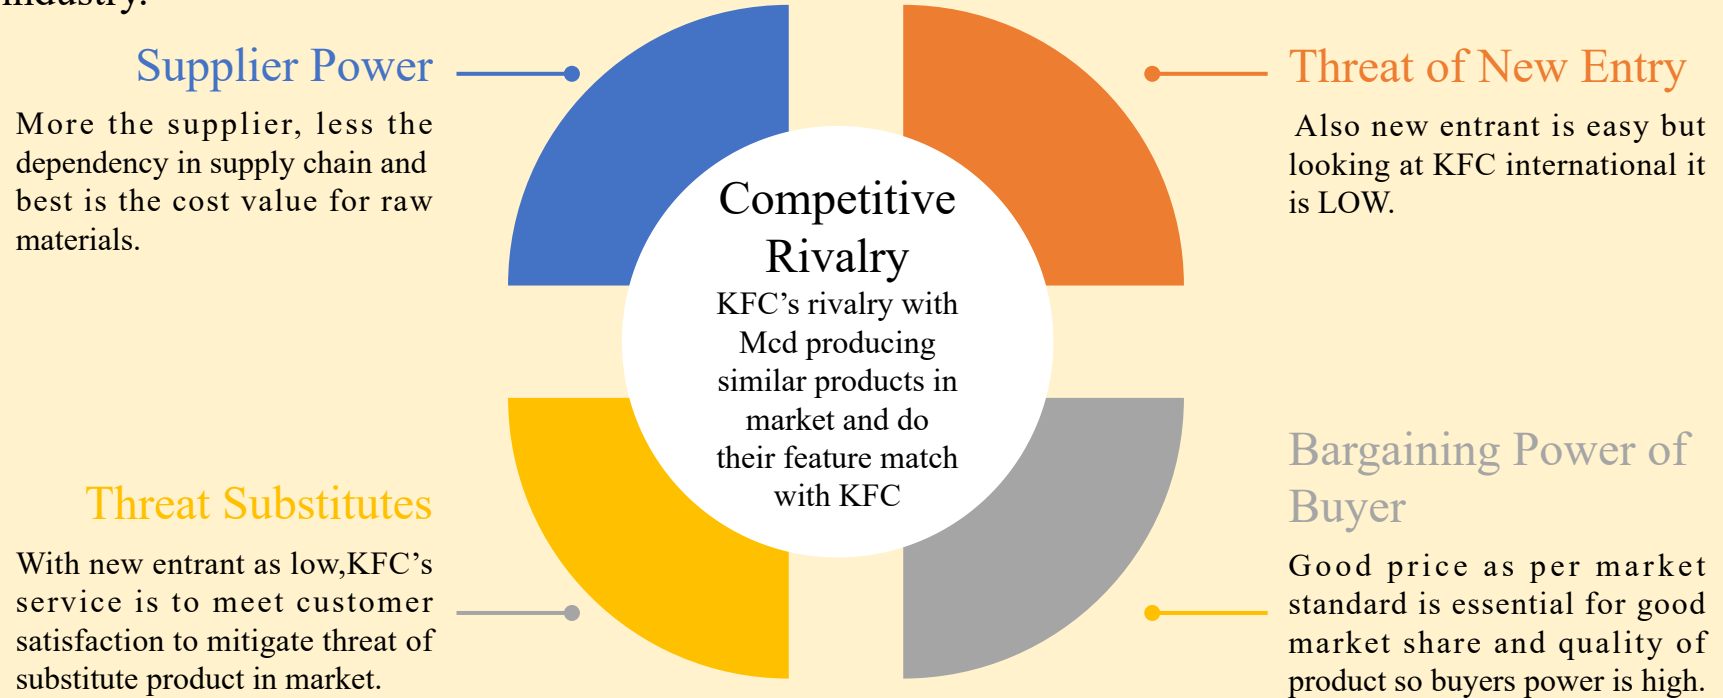 industry.
Supplier Power
More the supplier, less the
dependency in supply chain and
best is the cost value for raw
materials.
Threat of New Entry
Also new entrant is easy but
looking at KFC international it
is LOW.
Competitive
Rivalry
KFC’s rivalry with
Mcd producing
similar products in
market and do
their feature match
with KFC
Threat Substitutes
With new entrant as low,KFC’s
service is to meet customer
satisfaction to mitigate threat of
substitute product in market.
Bargaining Power of
Buyer
Good price as per market
standard is essential for good
market share and quality of
product so buyers power is high.